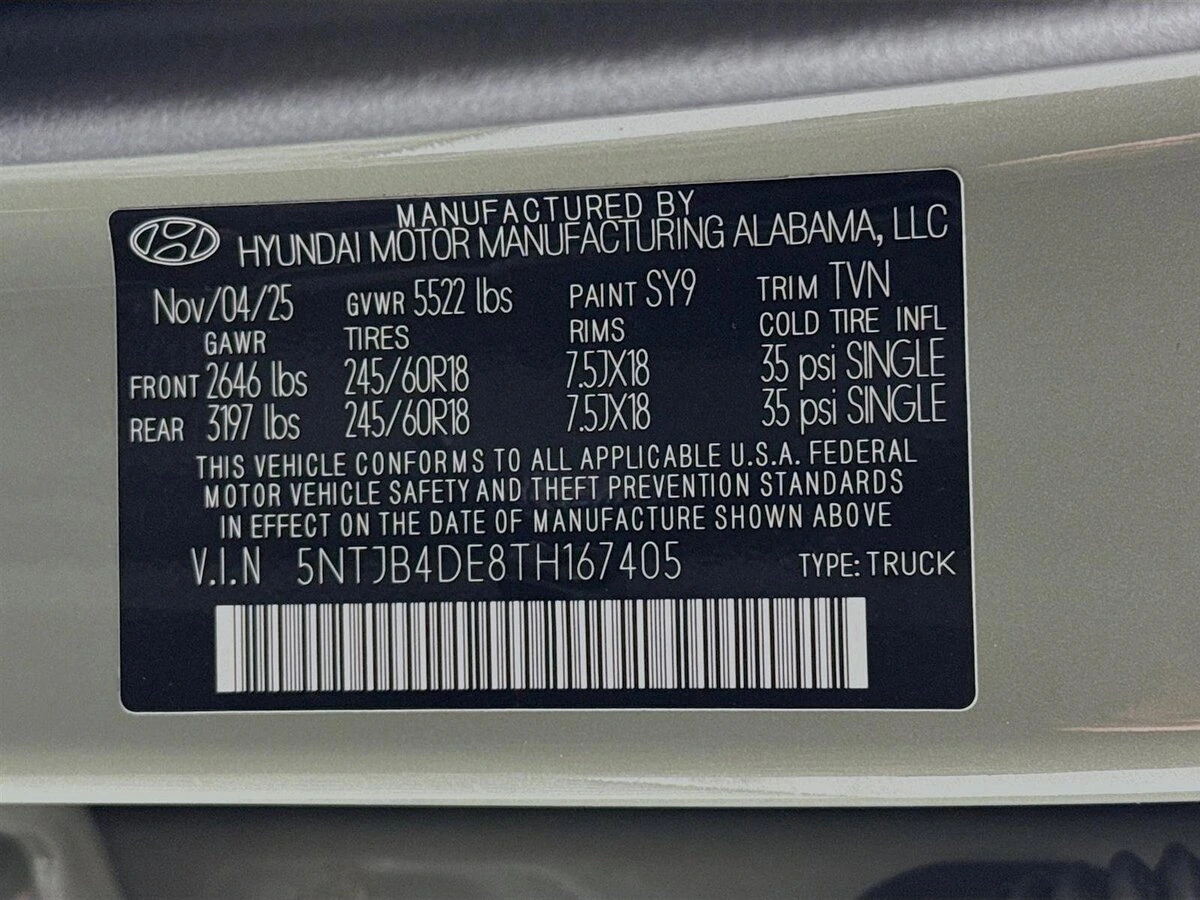 MANUFACTURED BY
HYUNDAI MOTOR MANUFACTURING ALABAMA, LLC
Nov/04/25 GVWR 5522 lbs PAINT SY9 TRIM TVN
GAWR TIRES RIMS COLD TIRE INFL
FRONT 2646 lbs 245/60R18 7.5JX18 35 psi SINGLE
REAR 3197 lbs 245/60R18 7.5JX18 35 psi SINGLE
THIS VEHICLE CONFORMS TO ALL APPLICABLE U.S.A. FEDERAL
MOTOR VEHICLE SAFETY AND THEFT PREVENTION STANDARDS
IN EFFECT ON THE DATE OF MANUFACTURE SHOWN ABOVE
V.I.N 5NTJB4DE8TH167405 TYPE: TRUCK